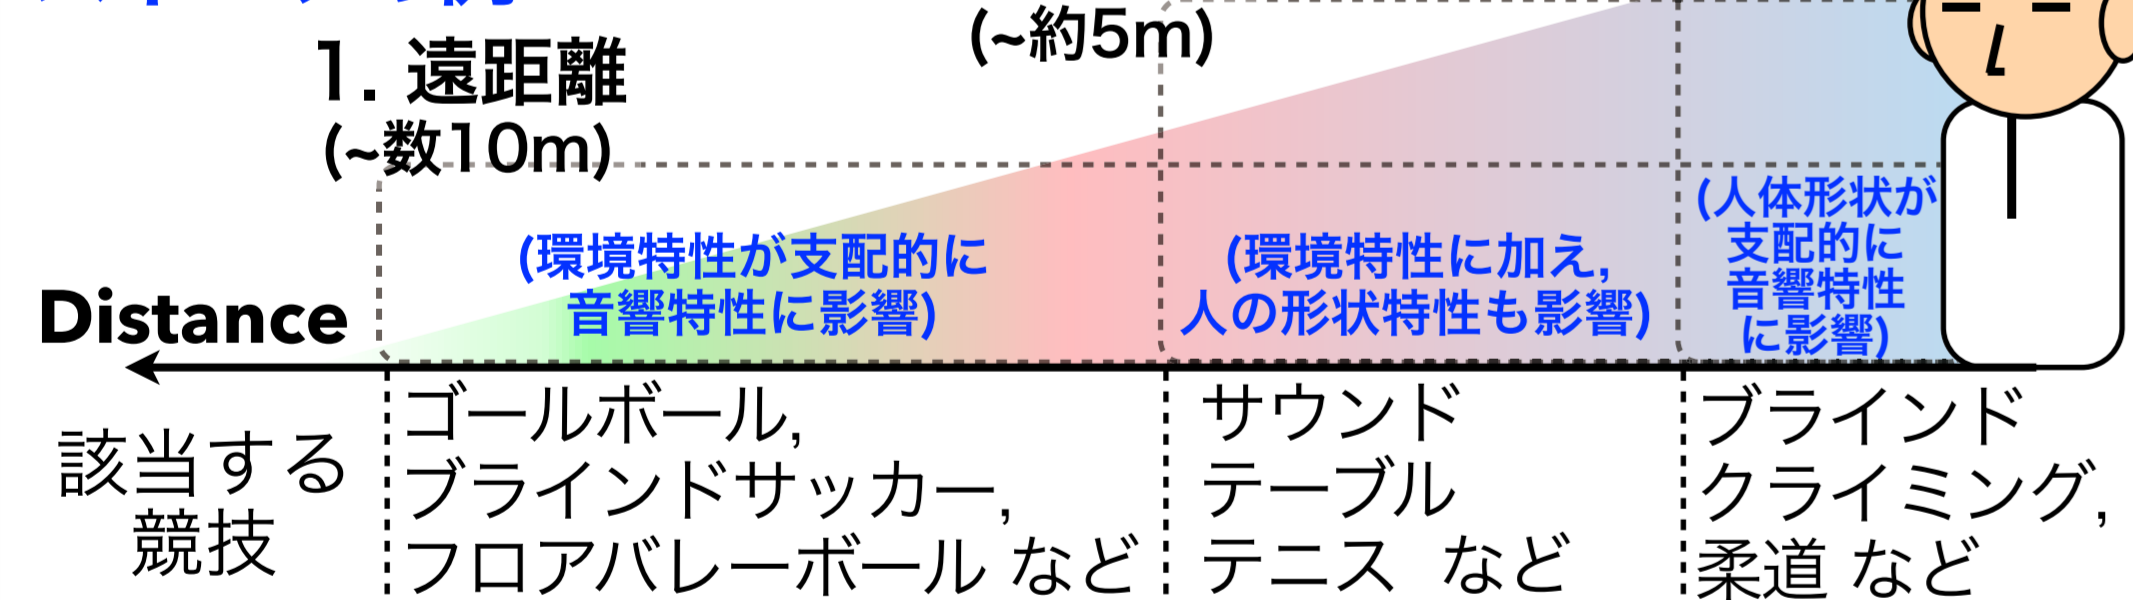 (~約5m)
1. 遠距離
(~数10m)
(環境特性が支配的に
音響特性に影響)
(環境特性に加え,
人の形状特性も影響)
(人体形状が
支配的に
音響特性
に影響)
Distance
該当する
競技
ゴールボール,
ブラインドサッカー,
フロアバレーボール など
サウンド
テーブル
テニス など
ブラインド
クライミング,
柔道 など